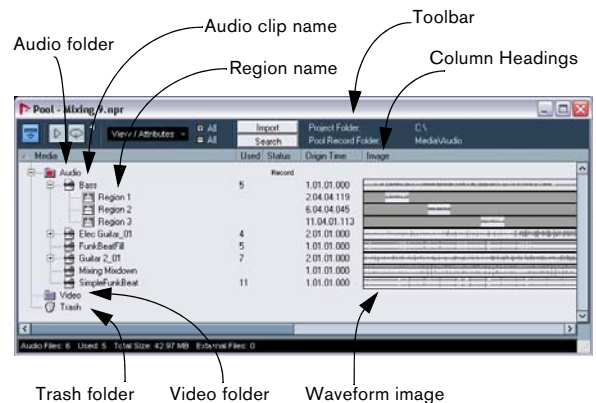 Toolbar
Audio clip name
Audio folder
Column Headings
Region name
Pool - Mixing 9.npr
View / Attributes
All
All
Import
Search
Project Folder:
Pool Record Folder:
C:\
Media\Audio
Media Used Status Origin Time Image
Audio Record
Bass 5 1.01.01.000
Region 1 2.04.04.119
Region 2 6.04.04.045
Region 3 11.04.01.113
Elec Guitar_01 4 2.01.01.000
FunkBeatFill 5 1.01.01.000
Guitar 2_01 7 2.01.01.000
Mixing Mixdown 1.01.01.000
SimpleFunkBeat 11 1.01.01.000
Video
Trash
Audio Files: 6 Used: 5 Total Size: 42.97 MB External Files: 0
Trash folder
Video folder
Waveform image